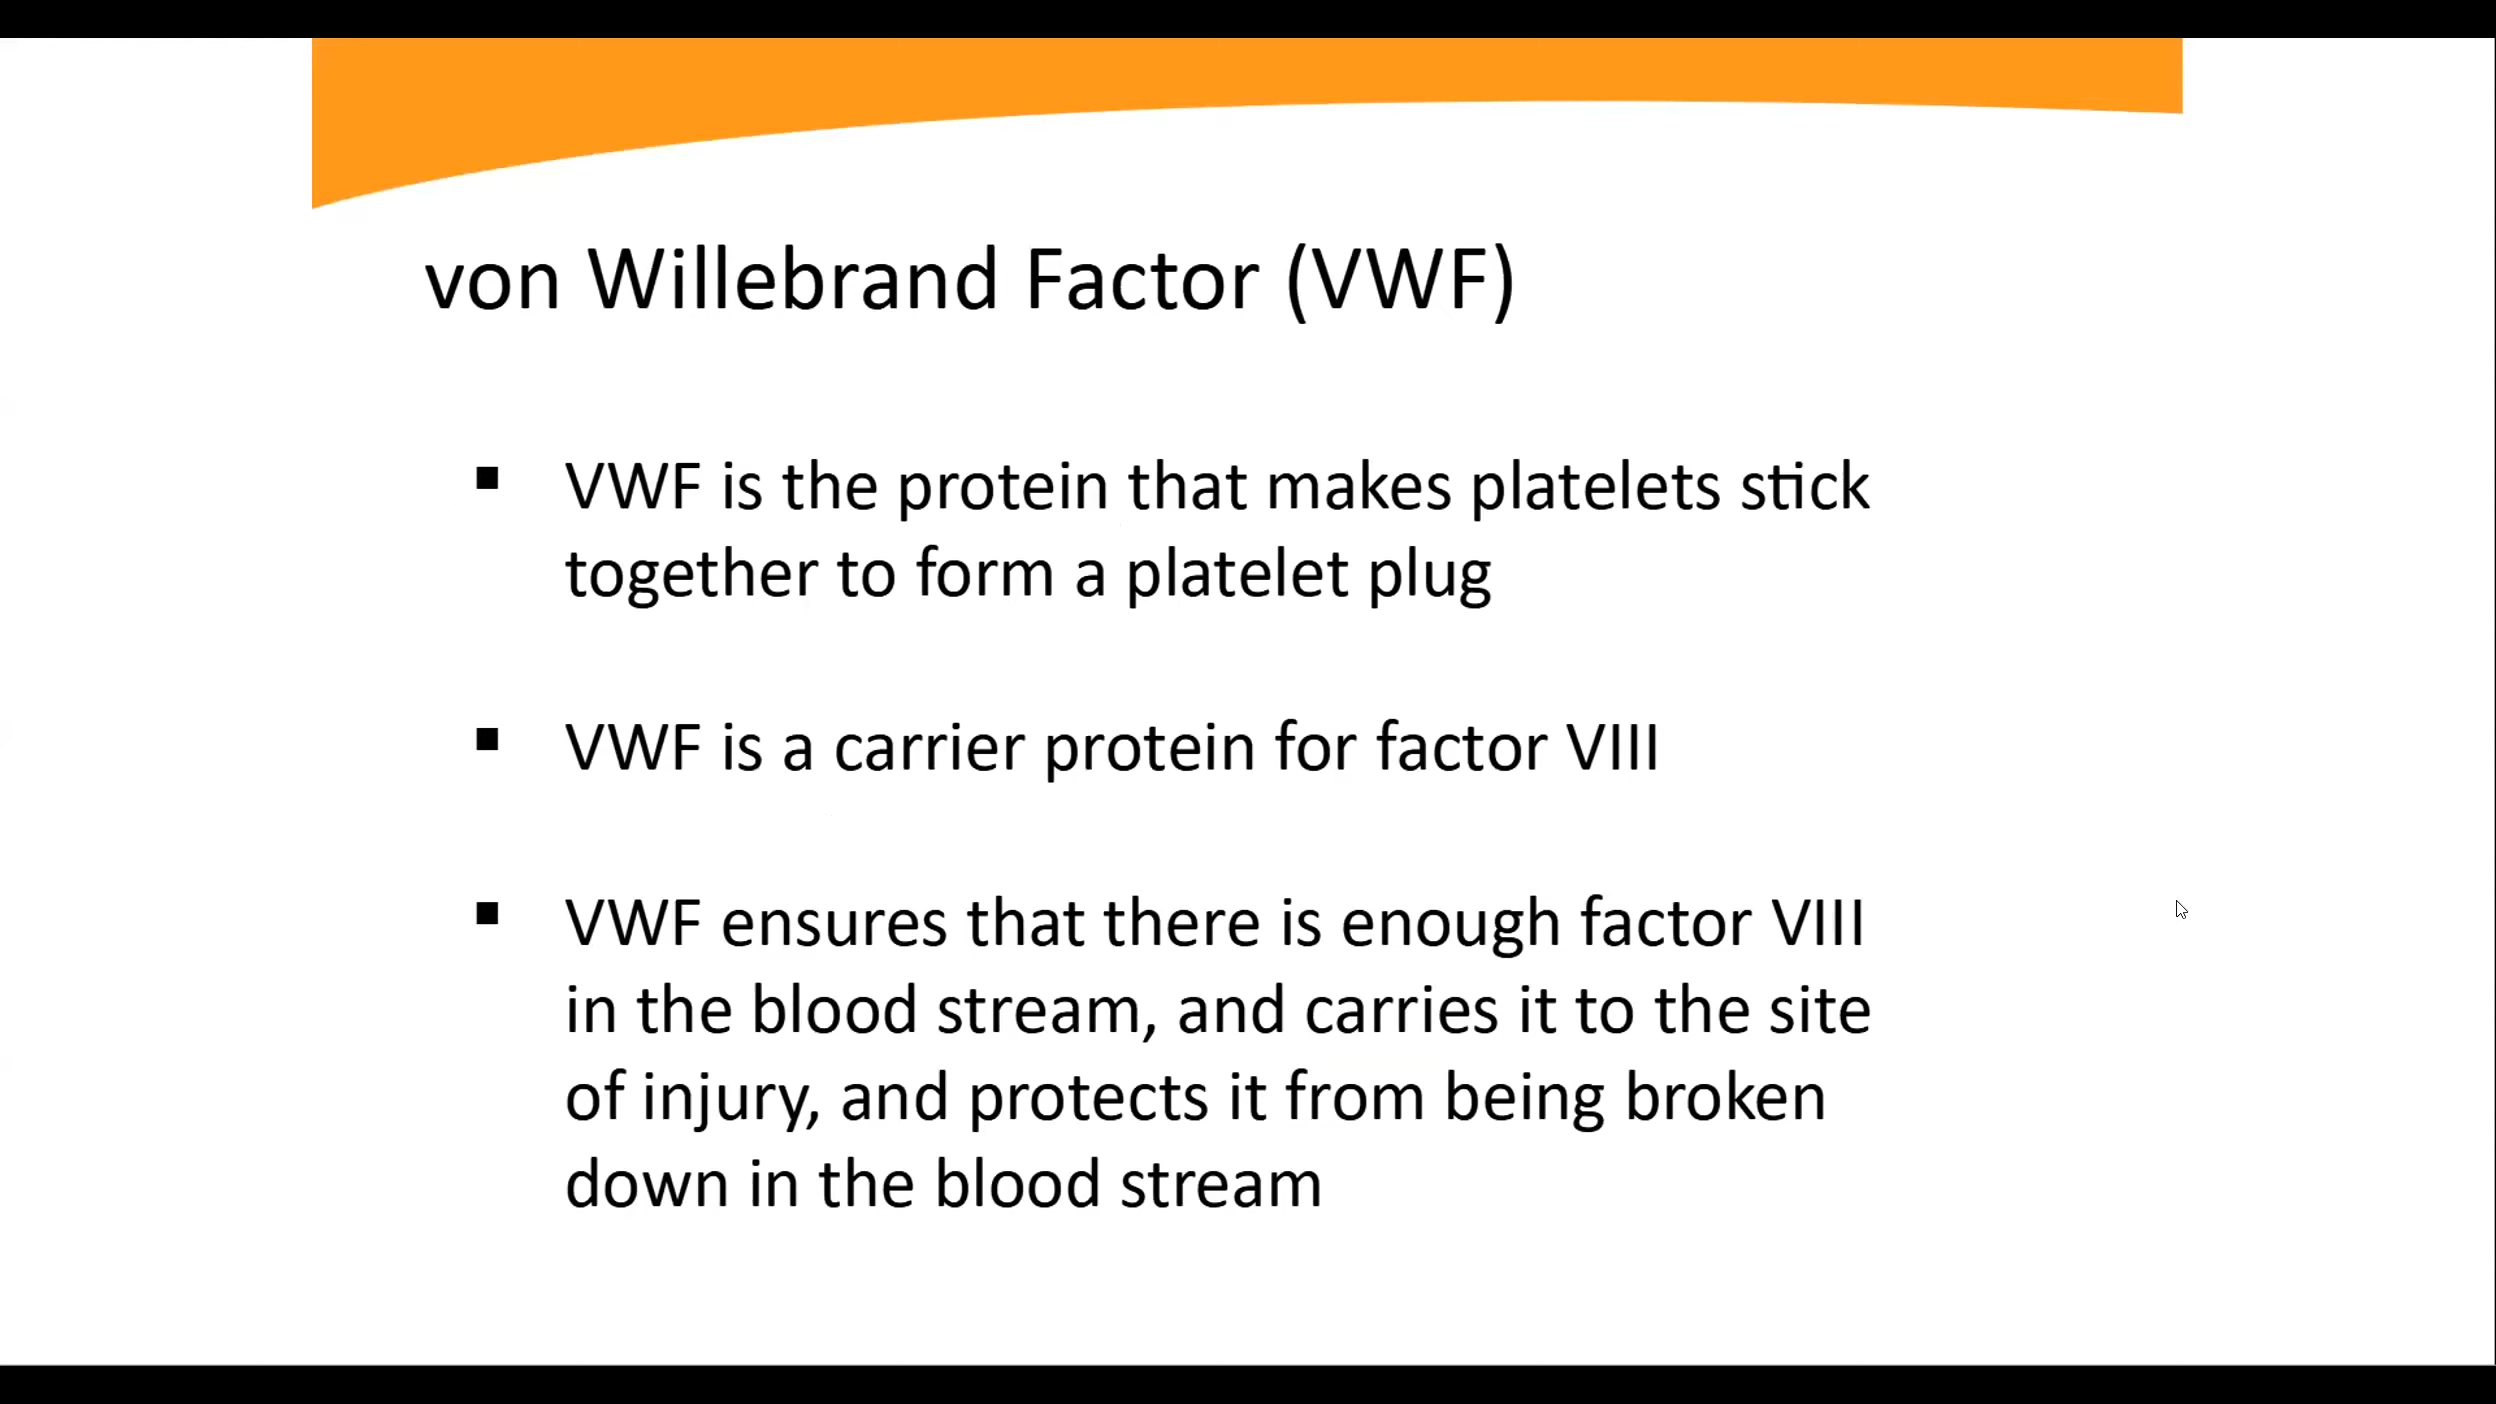 von Willebrand Factor (VWF)
▪ VWF is the protein that makes platelets stick
together to form a platelet plug
▪ VWF is a carrier protein for factor VIII
▪ VWF ensures that there is enough factor VIII
in the blood stream, and carries it to the site
of injury, and protects it from being broken
down in the blood stream